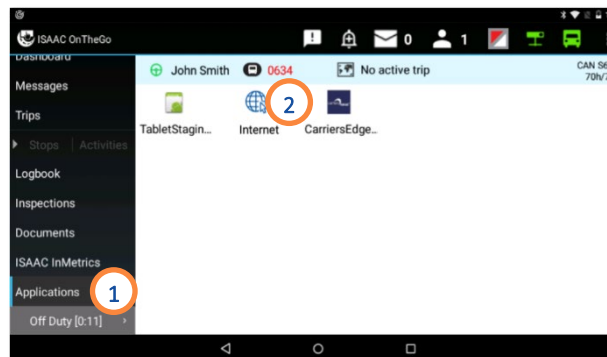 ISAAC OnTheGo
0
1
Dashboard
John Smith
0634
No active trip
CAN S
70h/7
Messages
Trips
TabletStagin...
Internet
2
CarriersEdge..
Stops | Activities
Logbook
Inspections
Documents
ISAAC InMetrics
Applications
1
Off Duty [0:11]